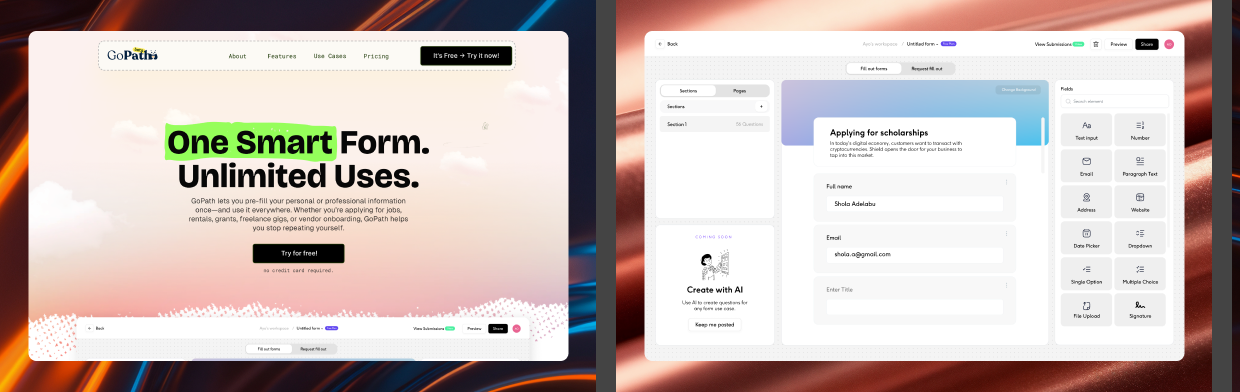 GoPath
About Features Use Cases Pricing
It's Free → Try it now!
One Smart Form.
Unlimited Uses.
GoPath lets you pre-fill your personal or professional information
once—and use it everywhere. Whether you're applying for jobs,
rentals, grants, freelance gigs, or vendor onboarding, GoPath helps
you stop repeating yourself.
Try for free!
no credit card required.
Back
Untitled form
View Submissions
Preview
Share
Fill out forms
Request fill out
Back
Untitled form
View Submissions
Preview
Share
Fill out forms
Request fill out
Sections
Pages
Sections
+
Section 1
COMING SOON
Create with AI
Use AI to create questions for
any form use case.
Keep me posted
Change Background
Applying for scholarships
In today's digital economy, customers want to transact with
cryptocurrencies. Shield opens the door for your business to
tap into this market.
Full name
Shola Adelabu
Email
shola.a@gmail.com
Enter Title
Fields
Search element
Text input
Number
Email
Paragraph Text
Address
Website
Date Picker
Dropdown
Single Option
Multiple Choice
File Upload
Signature